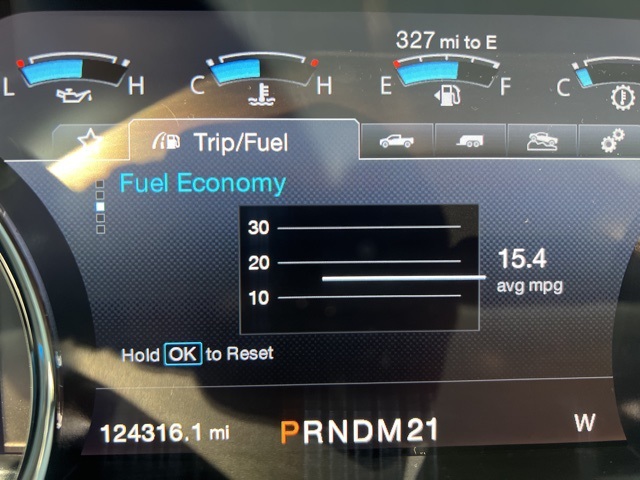 327 mi to E
L H C H E F C
Trip/Fuel
Fuel Economy
30
20
10
15.4
avg mpg
Hold OK to Reset
124316.1 mi PRNDM21 W